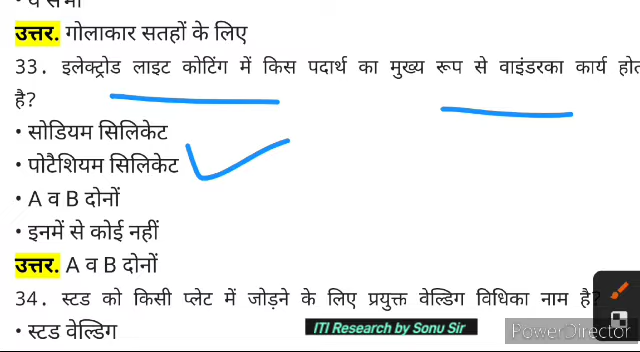 उत्तर. गोलाकार सतहों के लिए
33. इलेक्ट्रोड लाइट कोटिंग में किस पदार्थ का मुख्य रूप से वाइंडरका कार्य होत
है?
• सोडियम सिलिकेट
• पोटैशियम सिलिकेट
• A व B दोनों
• इनमें से कोई नहीं
उत्तर. A व B दोनों
34. स्टड को किसी प्लेट में जोड़ने के लिए प्रयुक्त वेल्डिग विधिका नाम है?
• स्टड वेल्डिग
ITI Research by Sonu Sir
PowerDirector